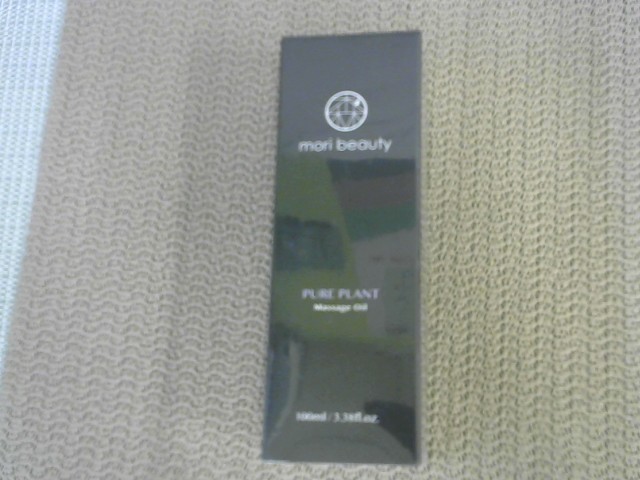 mori beauty
PURE PLANT
Massage Oil
100ml / 3.38fl.oz.